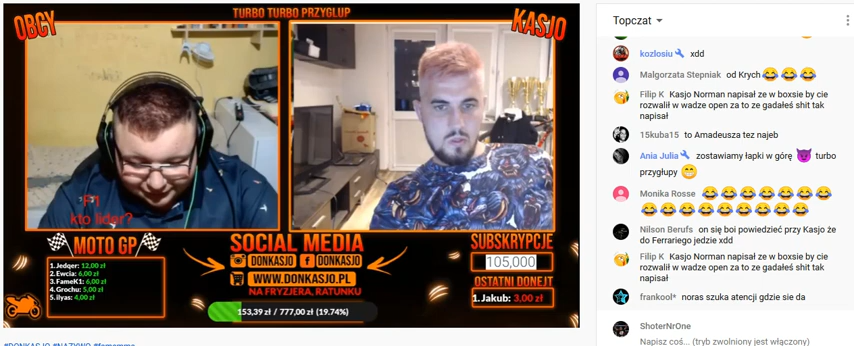 TURBO TURBO PRZYGLUP
OBCY
KASJO
F1
kto lider?
MOTO GP
1. Jedqer: 12,00 zł
2. Ewcia: 6,00 zł
3. FameK1: 6,00 zł
4. Grochu: 5,00 zł
5. ilyas: 4,00 zł
SOCIAL MEDIA
DONKASJO DONKASJO
WWW.DONKASJO.PL
NA FRYZJERA, RATUNKU
153,39 zł / 777,00 zł (19.74%)
SUBSKRYPCJE
105,000
OSTATNI DONEJT
1. Jakub: 3,00 zł
#DONKASJO #NAZYWO #famemma
Topczat
kozlosiu xdd
Malgorzata Stepniak od Krych 😂 😂 😂
Filip K Kasjo Norman napisał ze w boxsie by cie
rozwalił w wadze open za to ze gadałeś shit tak
napisał
15kuba15 to Amadeusza tez najeb
Ania Julia zostawiamy łapki w górę 😈 turbo
przygłupy 😁
Monika Rosse 😂😂😂😂😂😂😂
😂😂😂😂😂😂😂😂😂
Nilson Berufs on się boi powiedzieć przy Kasjo że
do Ferrariego jedzie xdd
Filip K Kasjo Norman napisał ze w boxsie by cie
rozwalił w wadze open za to ze gadałeś shit tak
napisał
frankool* noras szuka atencji gdzie sie da
ShoterNrOne
Napisz coś... (tryb zwolniony jest włączony)